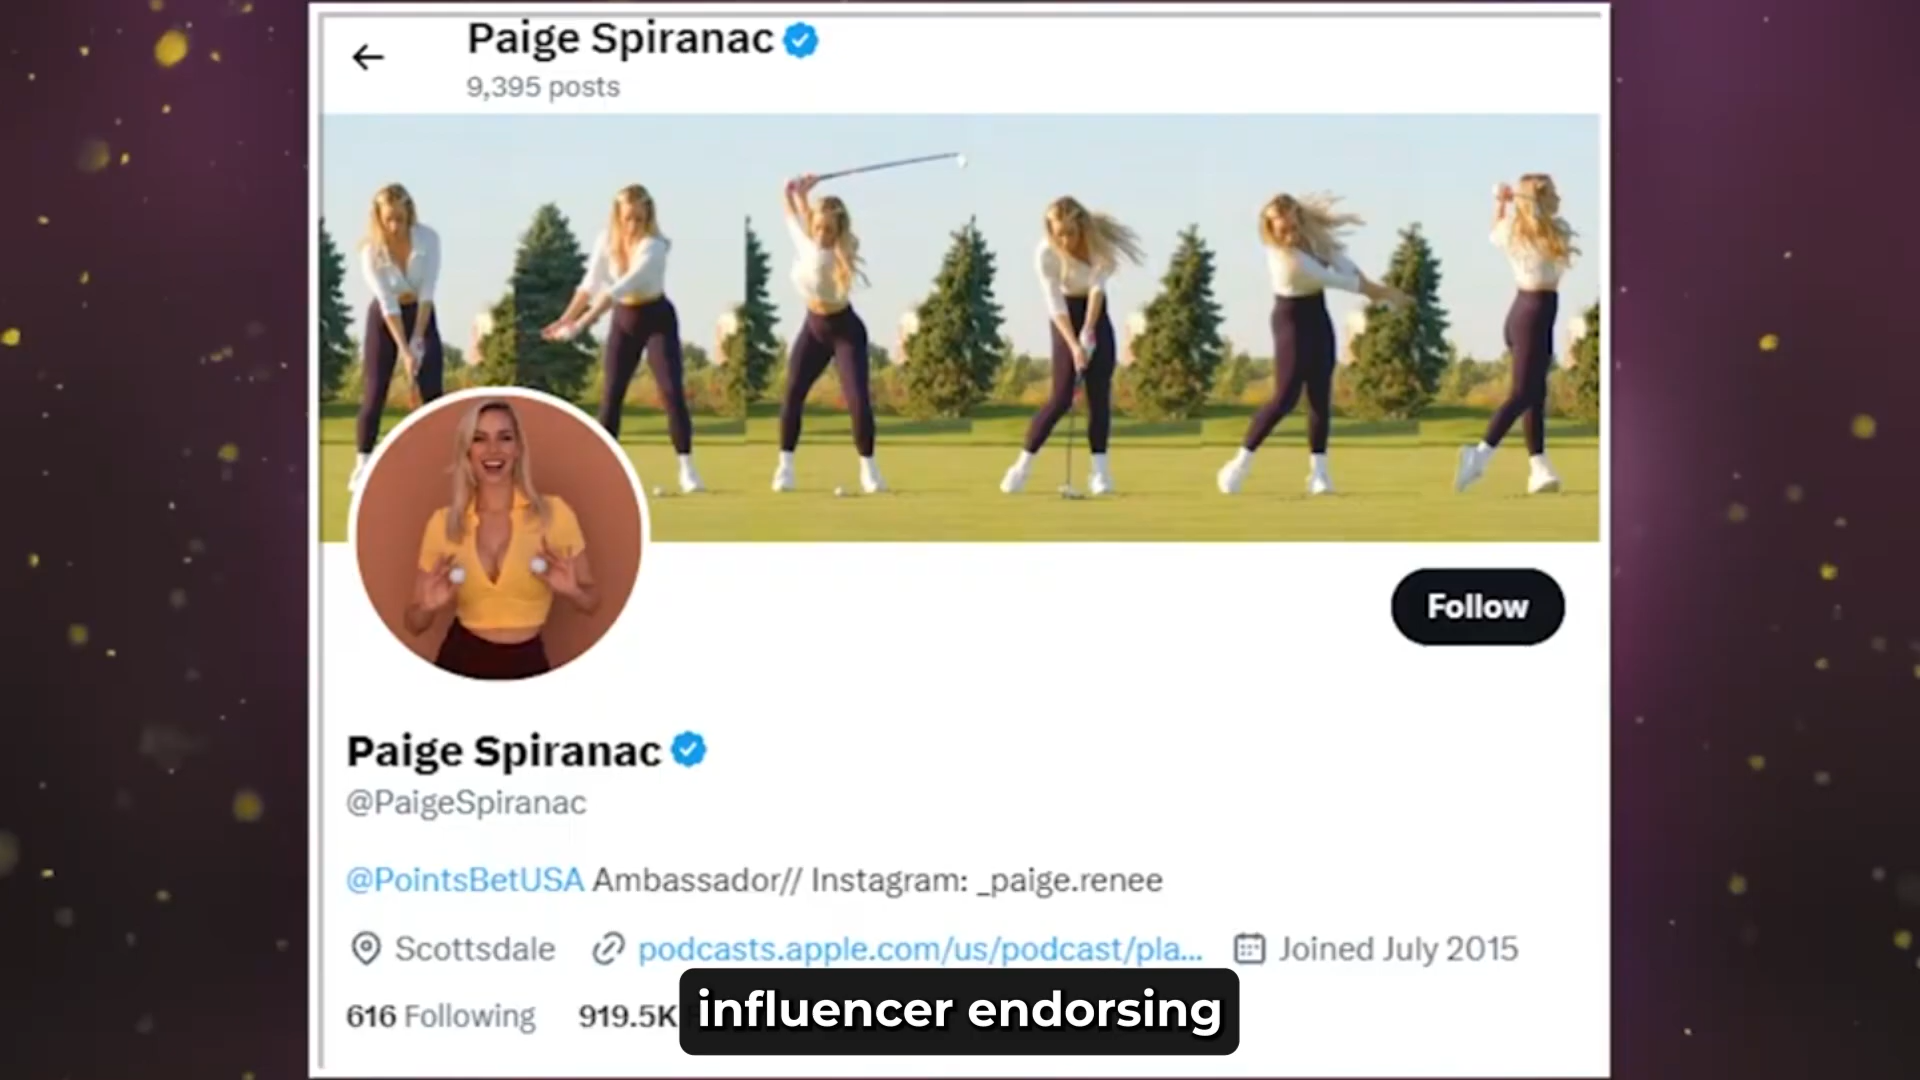 Paige Spiranac
9,395 posts
Follow
Paige Spiranac
@PaigeSpiranac
@PointsBetUSA Ambassador// Instagram: _paige.renee
Scottsdale podcasts.apple.com/us/podcast/pla... Joined July 2015
616 Following 919.5K
influencer endorsing